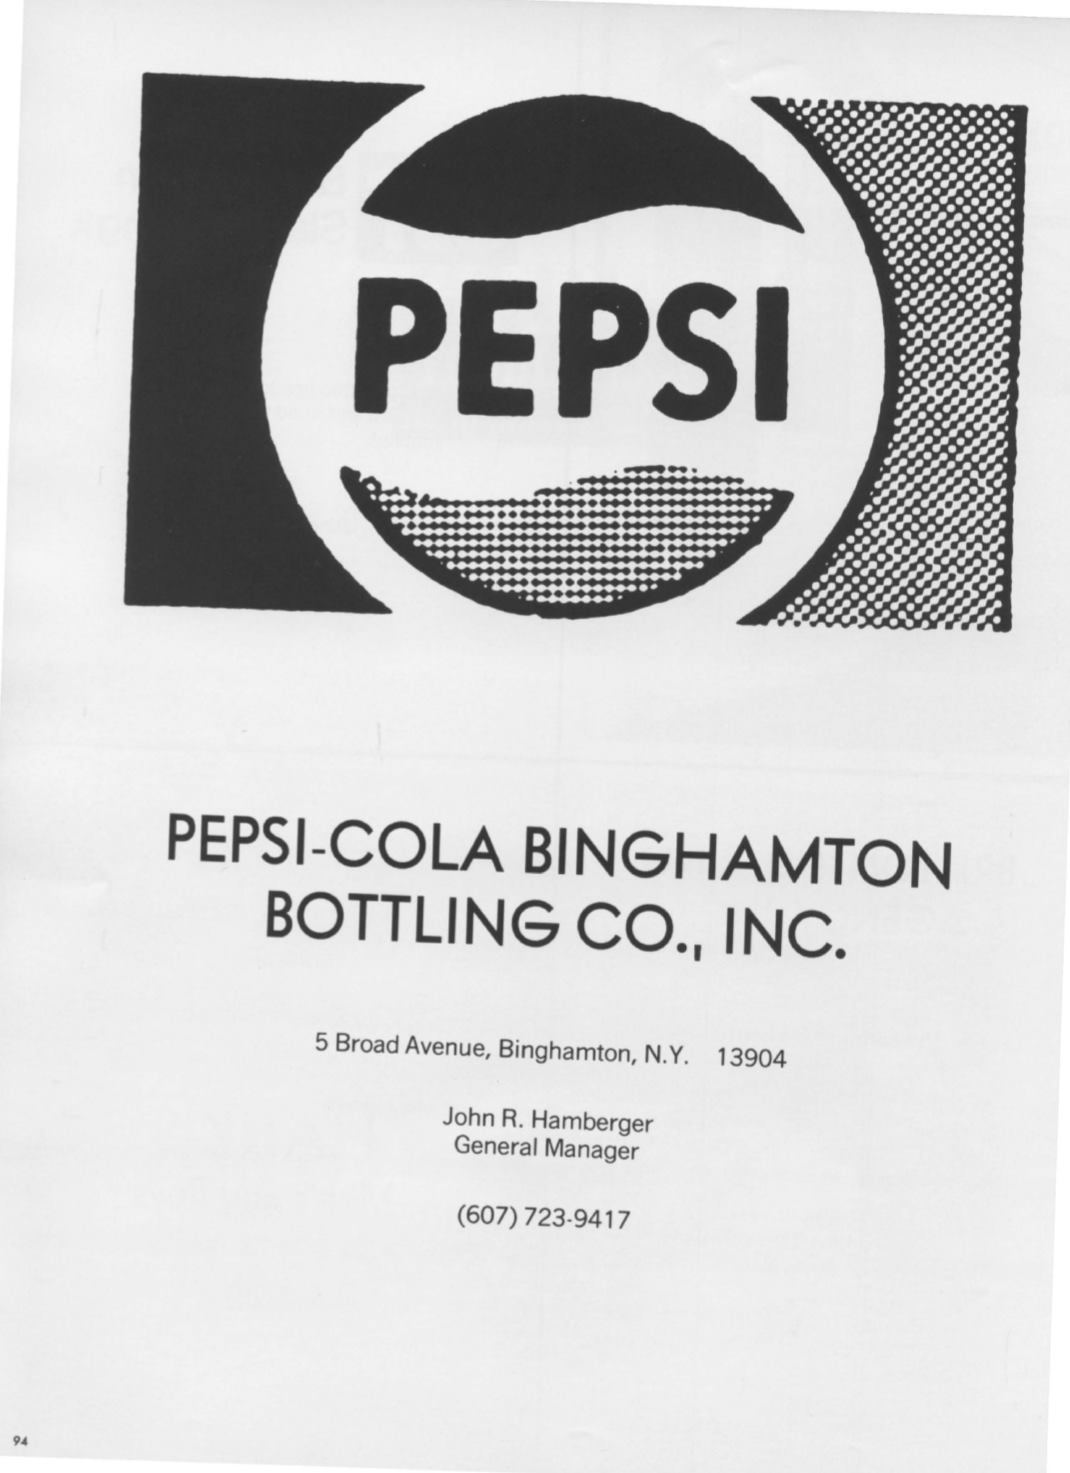 PEPSI
PEPSI-COLA BINGHAMTON
BOTTLING CO., INC.
5 Broad Avenue, Binghamton, N.Y. 13904
John R. Hamberger
General Manager
(607) 723-9417
94